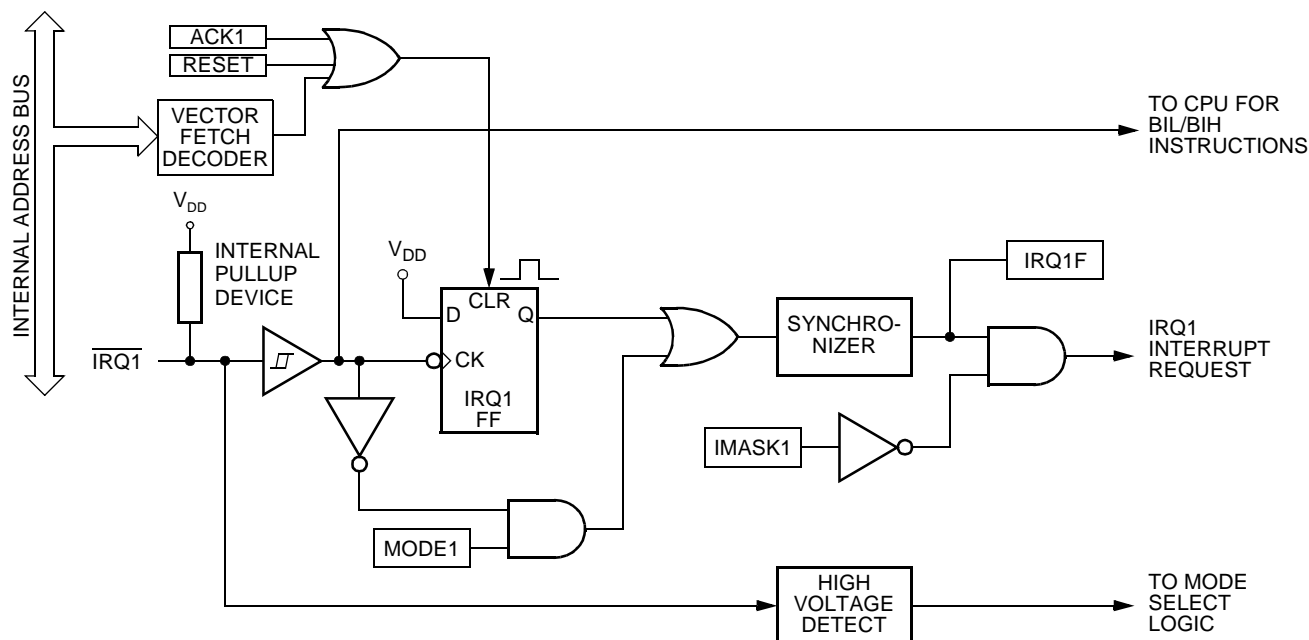 INTERNAL ADDRESS BUS
ACK1
RESET
VECTOR
FETCH
DECODER
TO CPU FOR
BIL/BIH
INSTRUCTIONS
VDD
INTERNAL
PULLUP
DEVICE
VDD
CLR
D
Q
CK
IRQ1
FF
IRQ1F
SYNCHRO-
NIZER
IRQ1
IRQ1
INTERRUPT
REQUEST
IMASK1
MODE1
HIGH
VOLTAGE
DETECT
TO MODE
SELECT
LOGIC